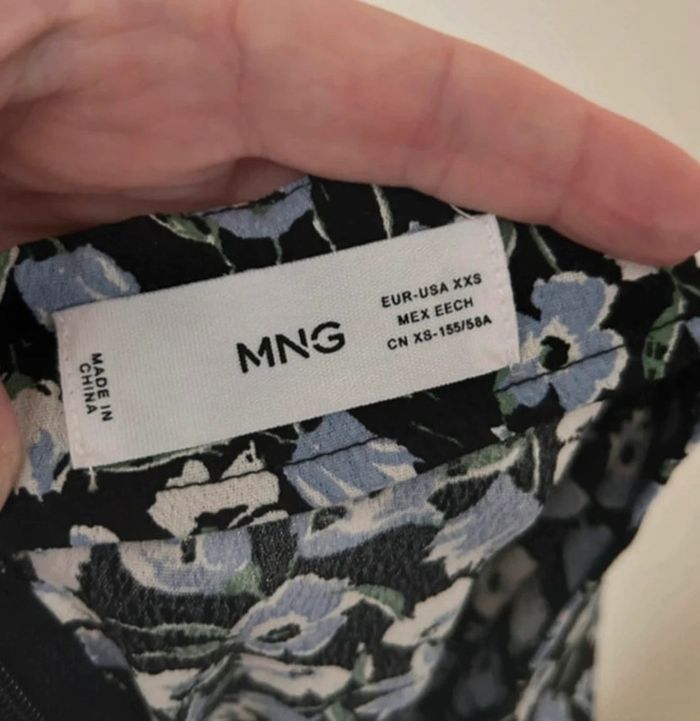 MADE IN
CHINA
MNG
EUR-USA XXS
MEX EECH
CN XS-155/58A